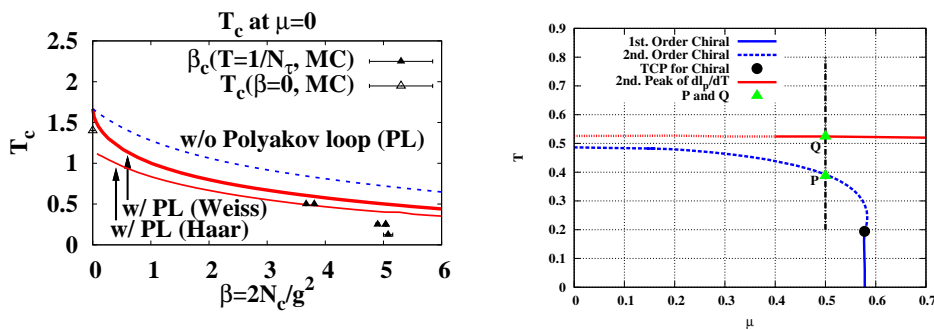 T_c at μ=0
β_c(T=1/N_τ, MC)
T_c(β=0, MC)
w/o Polyakov loop (PL)
w/ PL (Weiss)
w/ PL (Haar)
T_c
2.5
2
1.5
1
0.5
0
0 1 2 3 4 5 6
β=2N_c/g^2
1st. Order Chiral
2nd. Order Chiral
TCP for Chiral
2nd. Peak of dl_p/dT
P and Q
Q
P
T
0.9
0.8
0.7
0.6
0.5
0.4
0.3
0.2
0.1
0
0 0.1 0.2 0.3 0.4 0.5 0.6 0.7
μ